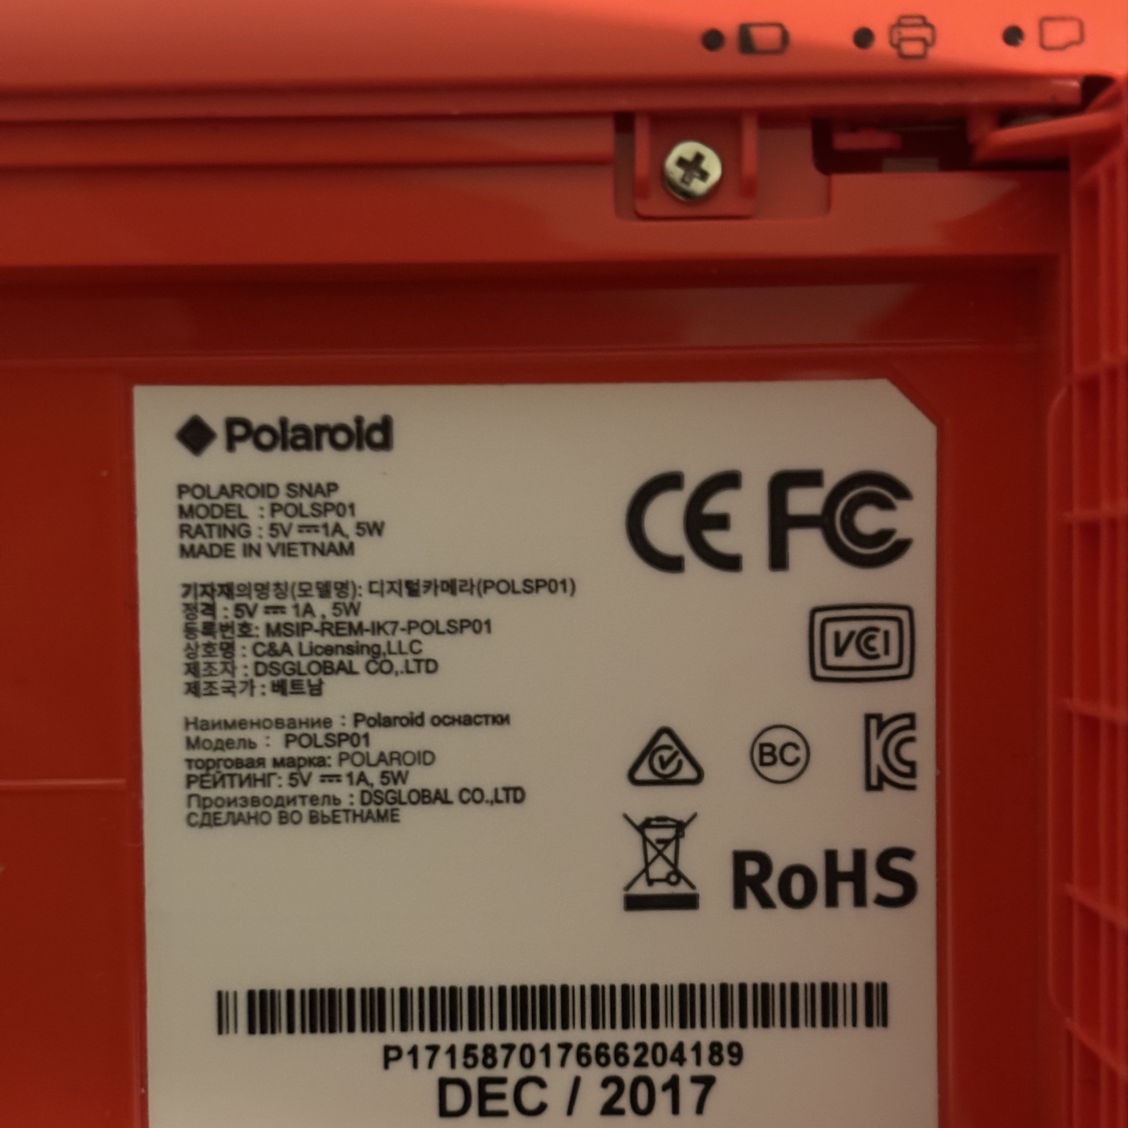 Polaroid
POLAROID SNAP
MODEL : POLSP01
RATING : 5V ⎓ 1A, 5W
MADE IN VIETNAM
기자재의명칭(모델명): 디지털카메라(POLSP01)
정격 : 5V ⎓ 1A , 5W
등록번호: MSIP-REM-IK7-POLSP01
상호명 : C&A Licensing,LLC
제조자 : DSGLOBAL CO,.LTD
제조국가 : 베트남
Наименование : Polaroid оснастки
Модель : POLSP01
торговая марка: POLAROID
РЕЙТИНГ: 5V ⎓ 1A, 5W
Производитель : DSGLOBAL CO.,LTD
СДЕЛАНО ВО ВЬЕТНАМЕ
CE FC
VCI
BC
KC
RoHS
P171587017666204189
DEC / 2017